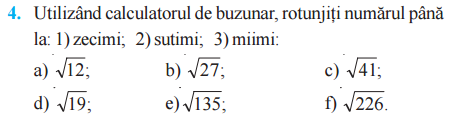 4. Utilizând calculatorul de buzunar, rotunjiți numărul până
la: 1) zecimi; 2) sutimi; 3) miimi:
a) √12; b) √27; c) √41;
d) √19; e) √135; f) √226.